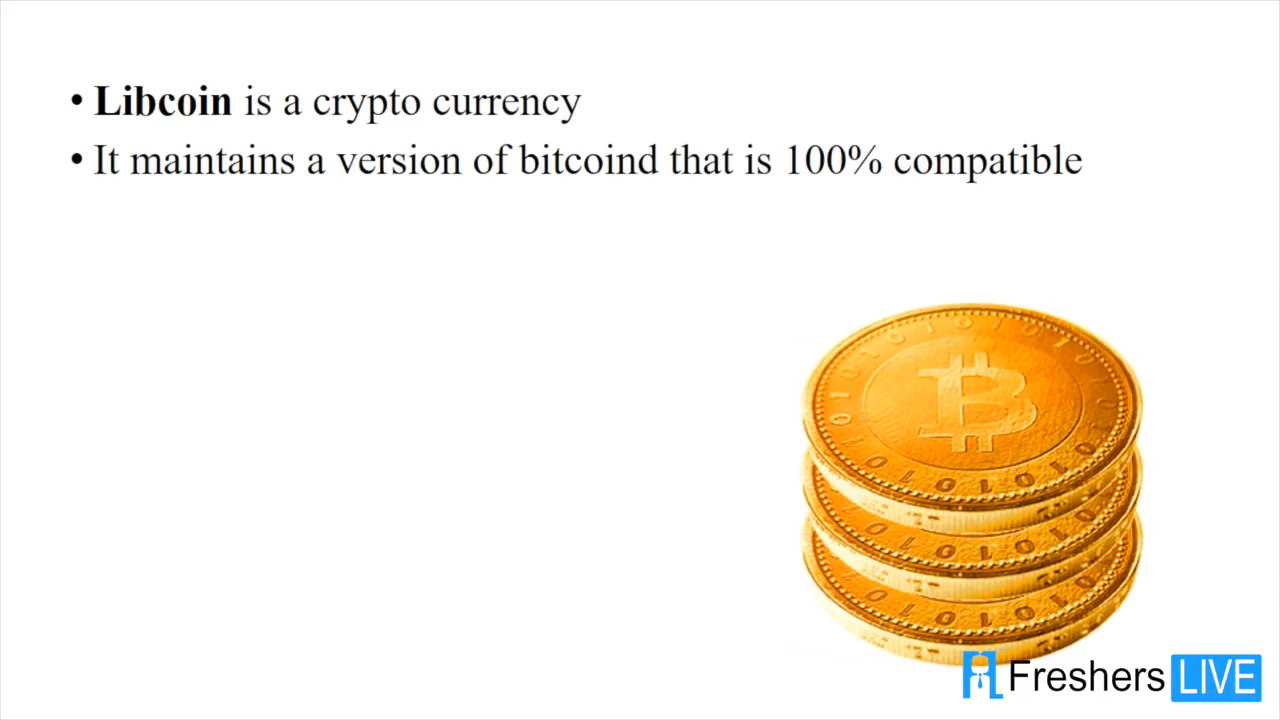 • Libcoin is a crypto currency
• It maintains a version of bitcoind that is 100% compatible
Freshers LIVE